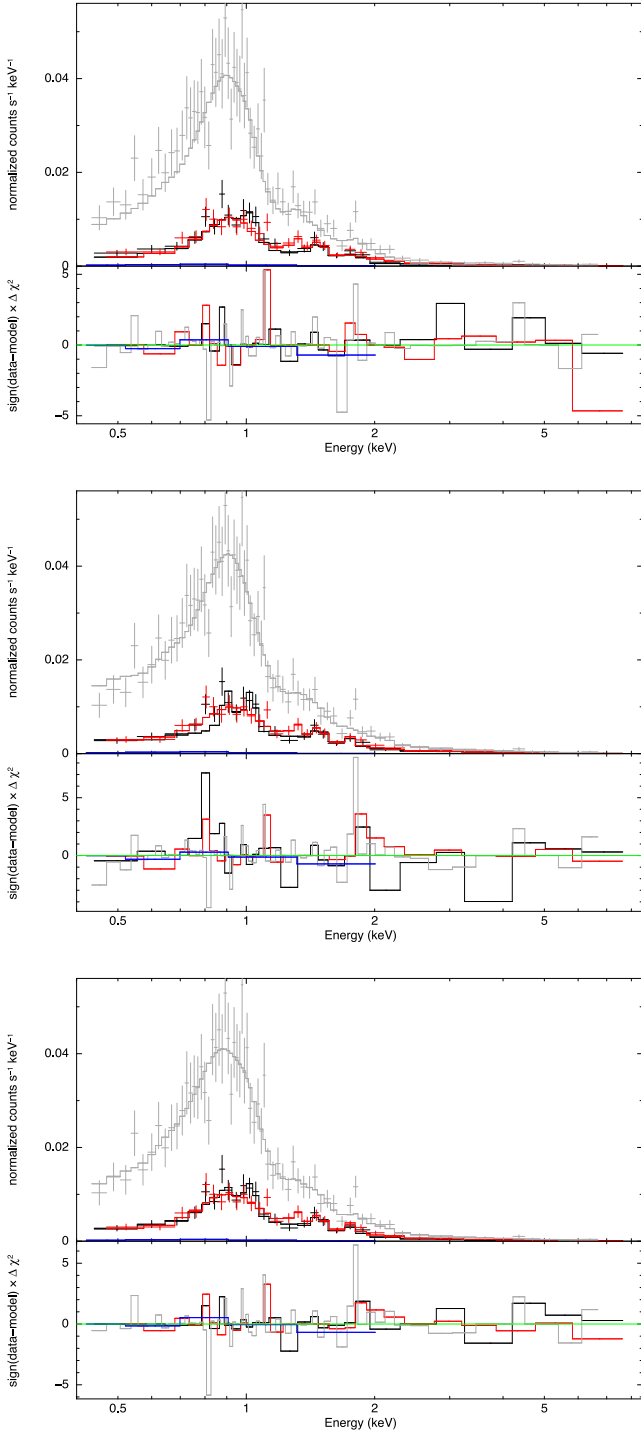 0.04
0.02
0
normalized counts s⁻¹ keV⁻¹
5
0
−5
sign(data−model) × Δ χ²
0.5 1 2 5
Energy (keV)
0.04
0.02
0
normalized counts s⁻¹ keV⁻¹
5
0
sign(data−model) × Δ χ²
0.5 1 2 5
Energy (keV)
0.04
0.02
0
normalized counts s⁻¹ keV⁻¹
5
0
−5
sign(data−model) × Δ χ²
0.5 1 2 5
Energy (keV)